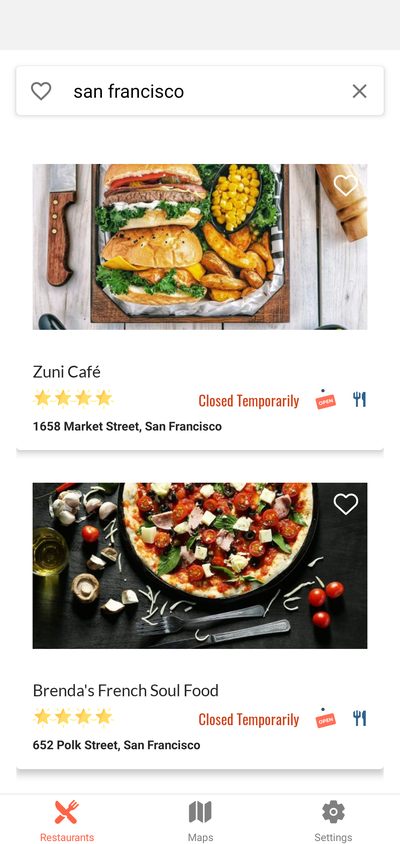 san francisco
Zuni Café
Closed Temporarily
OPEN
1658 Market Street, San Francisco
Brenda's French Soul Food
Closed Temporarily
OPEN
652 Polk Street, San Francisco
Restaurants
Maps
Settings